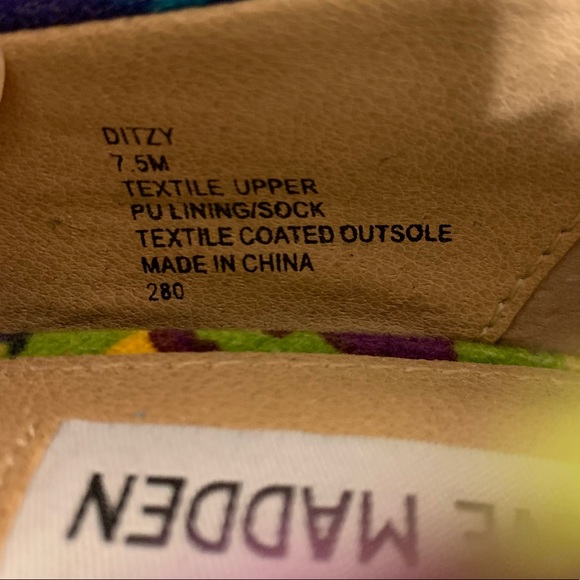 DITZY
7.5M
TEXTILE UPPER
PU LINING/SOCK
TEXTILE COATED OUTSOLE
MADE IN CHINA
280
MADDEN